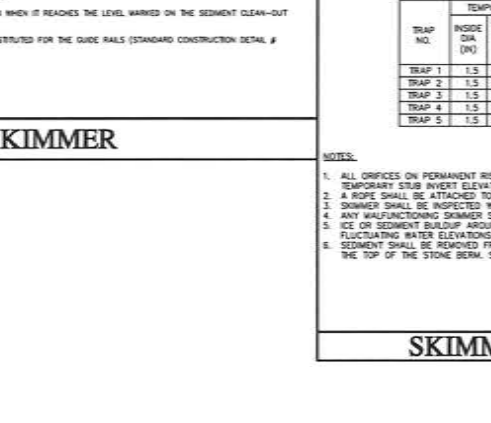 WHEN IT REACHES THE LEVEL MARKED ON THE SEDIMENT CLEAN-OUT
STITUTED FOR THE GUIDE RAILS (STANDARD CONSTRUCTION DETAIL #
KIMMER
TEMP
TRAP NO. INSIDE DIA (IN)
TRAP 1 1.5
TRAP 2 1.5
TRAP 3 1.5
TRAP 4 1.5
TRAP 5 1.5
NOTES:
1. ALL ORIFICES ON PERMANENT RI
TEMPORARY STUB INVERT ELEVA
2. A ROPE SHALL BE ATTACHED TO
3. SKIMMER SHALL BE INSPECTED W
4. ANY MALFUNCTIONING SKIMMER S
5. ICE OR SEDIMENT BUILDUP AROU
FLUCTUATING WATER ELEVATIONS
6. SEDIMENT SHALL BE REMOVED F
THE TOP OF THE STONE BERM. S
SKIMM